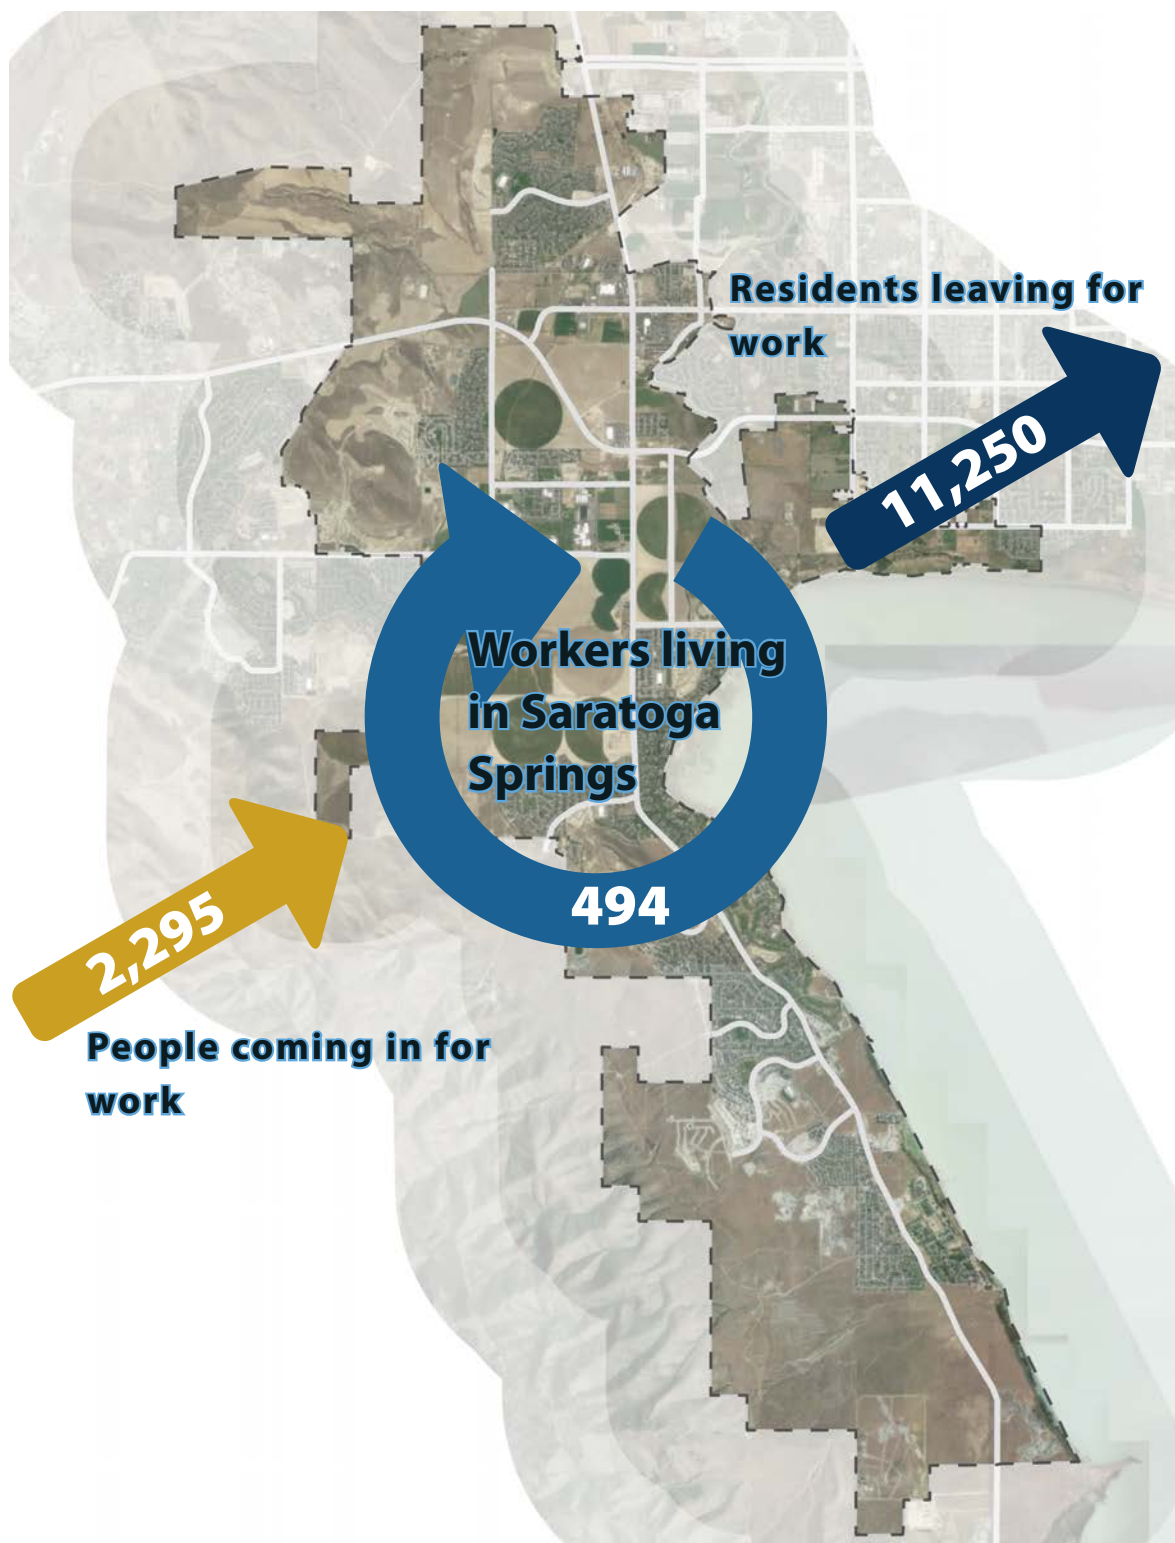 Residents leaving for
work
11,250
Workers living
in Saratoga
Springs
494
2,295
People coming in for
work